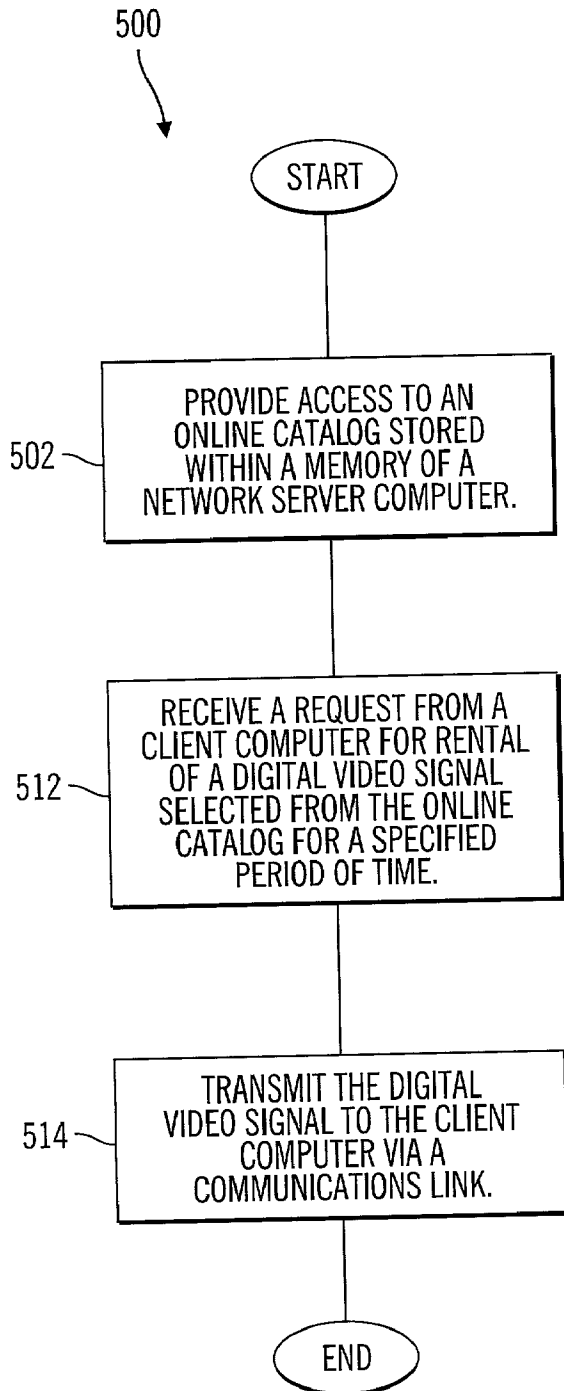 500
START
502
PROVIDE ACCESS TO AN
ONLINE CATALOG STORED
WITHIN A MEMORY OF A
NETWORK SERVER COMPUTER.
512
RECEIVE A REQUEST FROM A
CLIENT COMPUTER FOR RENTAL
OF A DIGITAL VIDEO SIGNAL
SELECTED FROM THE ONLINE
CATALOG FOR A SPECIFIED
PERIOD OF TIME.
514
TRANSMIT THE DIGITAL
VIDEO SIGNAL TO THE CLIENT
COMPUTER VIA A
COMMUNICATIONS LINK.
END